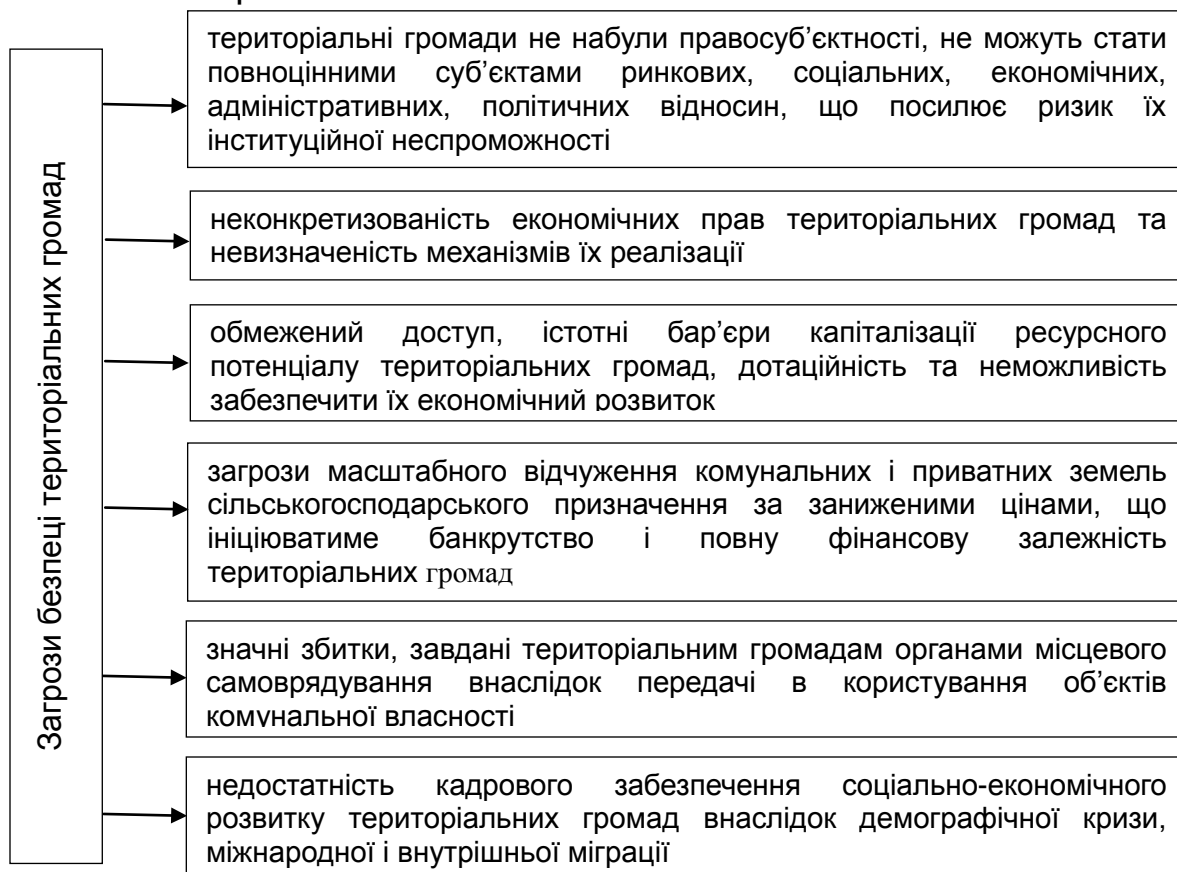 Загрози безпеці територіальних громад
територіальні громади не набули правосуб’єктності, не можуть стати
повноцінними суб’єктами ринкових, соціальних, економічних,
адміністративних, політичних відносин, що посилює ризик їх
інституційної неспроможності
неконкретизованість економічних прав територіальних громад та
невизначеність механізмів їх реалізації
обмежений доступ, істотні бар’єри капіталізації ресурсного
потенціалу територіальних громад, дотаційність та неможливість
забезпечити їх економічний розвиток
загрози масштабного відчуження комунальних і приватних земель
сільськогосподарського призначення за заниженими цінами, що
ініціюватиме банкрутство і повну фінансову залежність
територіальних громад
значні збитки, завдані територіальним громадам органами місцевого
самоврядування внаслідок передачі в користування об’єктів
комунальної власності
недостатність кадрового забезпечення соціально-економічного
розвитку територіальних громад внаслідок демографічної кризи,
міжнародної і внутрішньої міграції